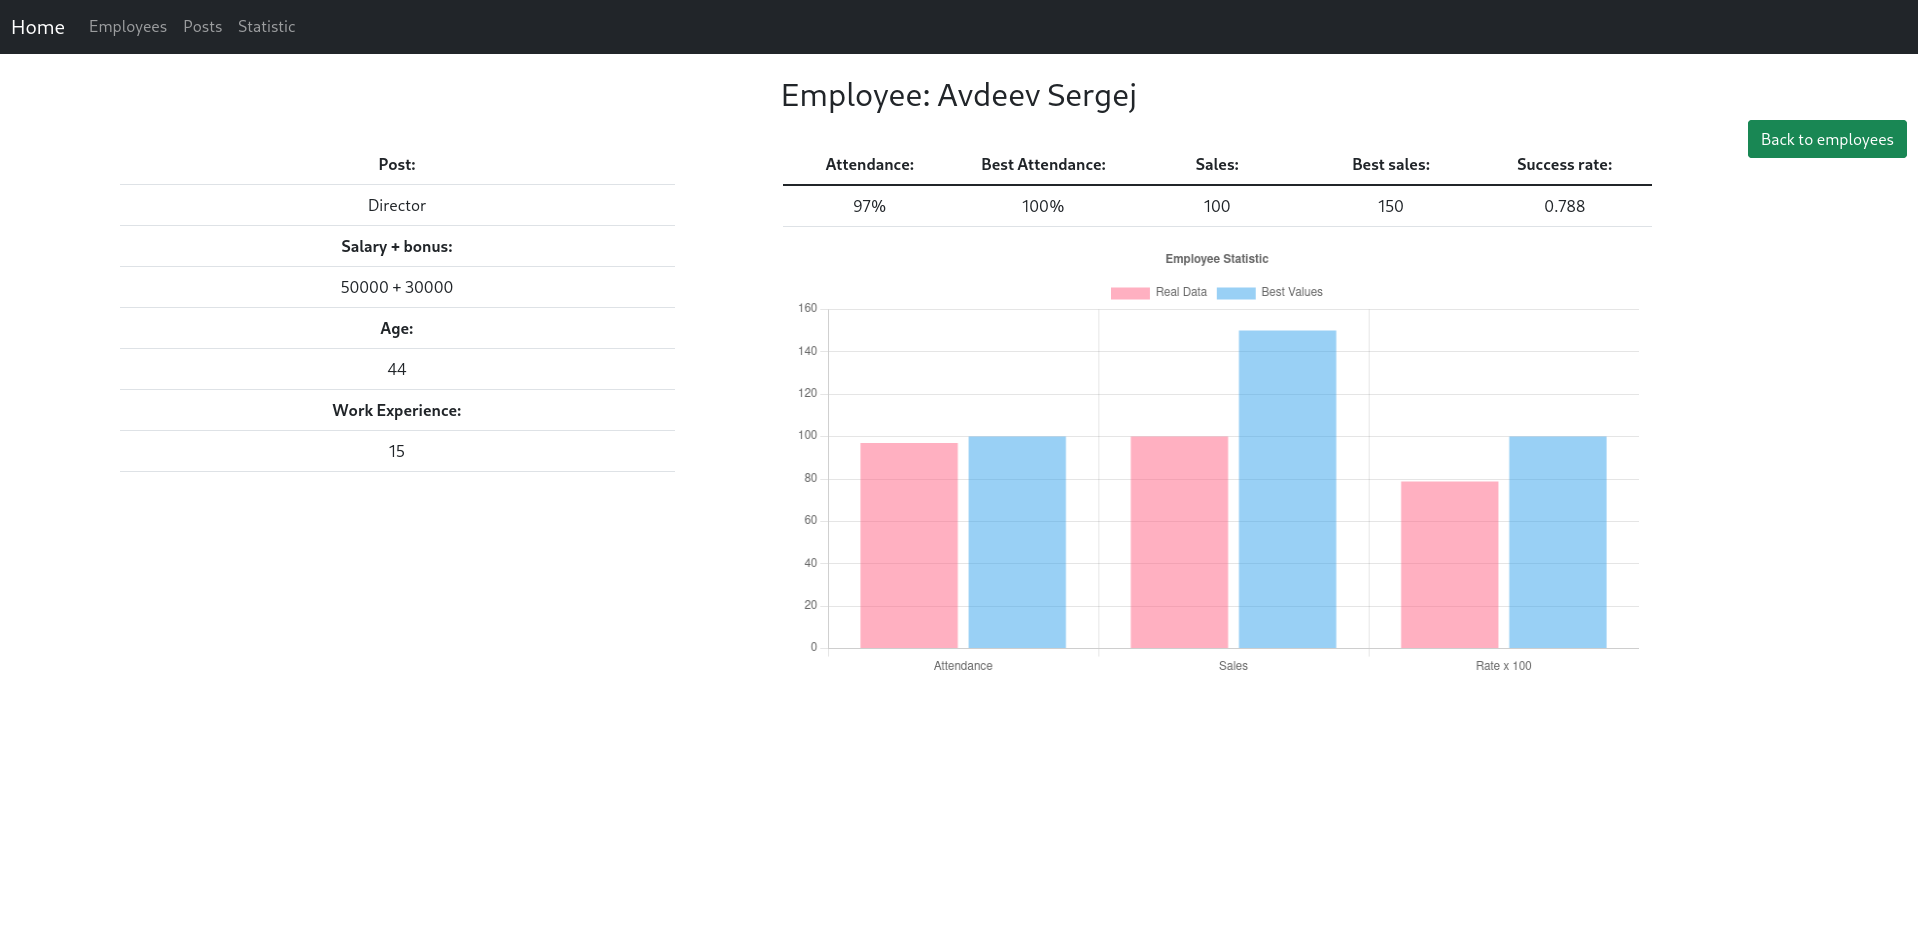 Home Employees Posts Statistic
Employee: Avdeev Sergej
Back to employees
Post:
Director
Salary + bonus:
50000 + 30000
Age:
44
Work Experience:
15
Attendance: Best Attendance: Sales: Best sales: Success rate:
97% 100% 100 150 0.788
Employee Statistic
Real Data Best Values
160
140
120
100
80
60
40
20
0
Attendance Sales Rate x 100